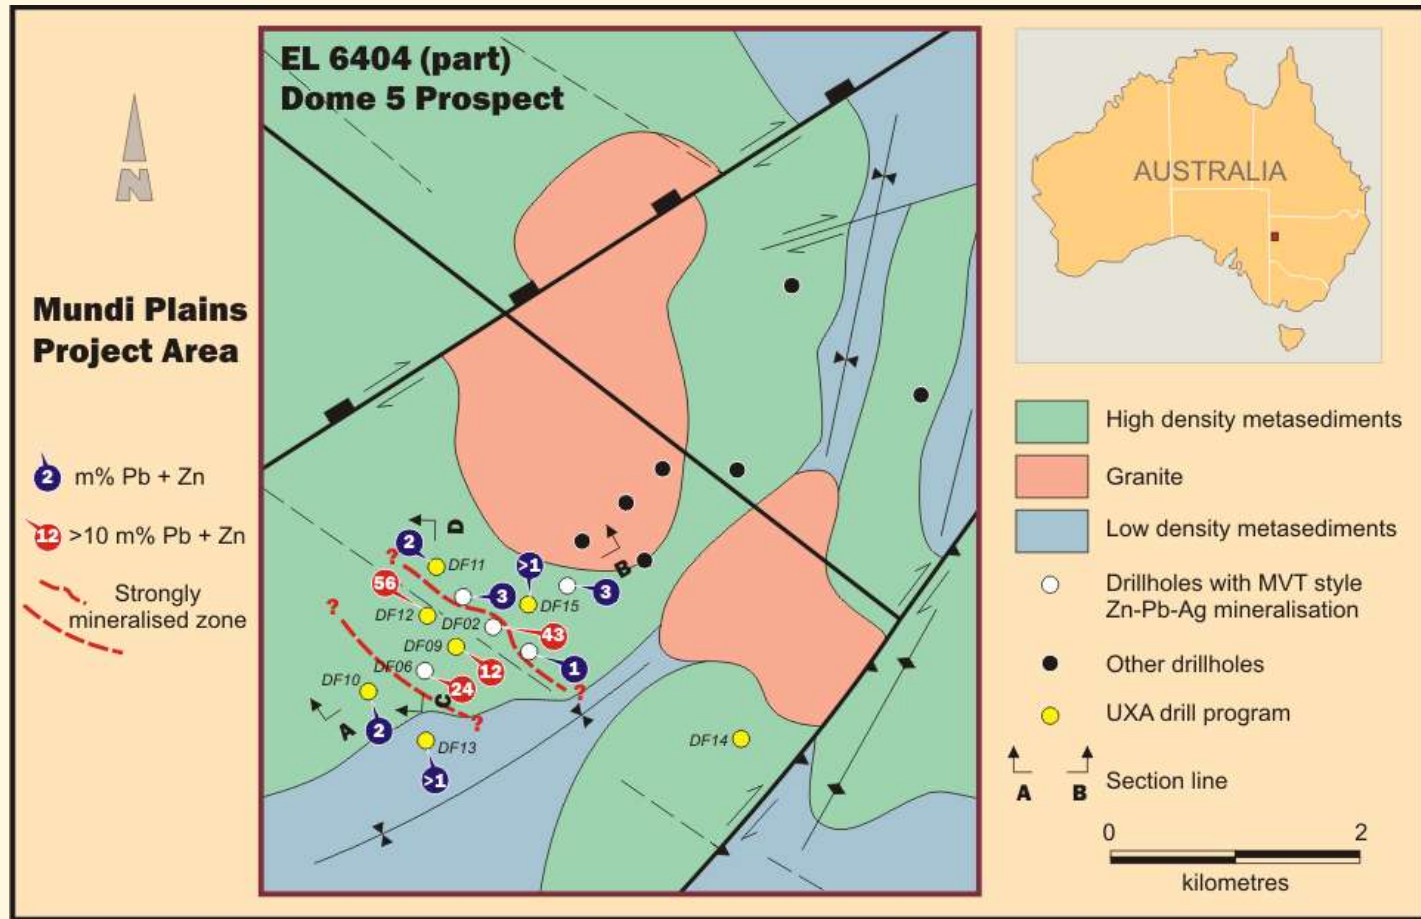 EL 6404 (part)
Dome 5 Prospect
N
Mundi Plains
Project Area
2 m% Pb + Zn
12 >10 m% Pb + Zn
Strongly
mineralised zone
D
2
DF11
?
>1
B
56
3
DF15
3
?
DF12
DF02
43
DF09
12
1
DF06
24
?
DF10
C
?
A
2
DF13
>1
DF14
AUSTRALIA
High density metasediments
Granite
Low density metasediments
Drillholes with MVT style
Zn-Pb-Ag mineralisation
Other drillholes
UXA drill program
A B Section line
0 2
kilometres